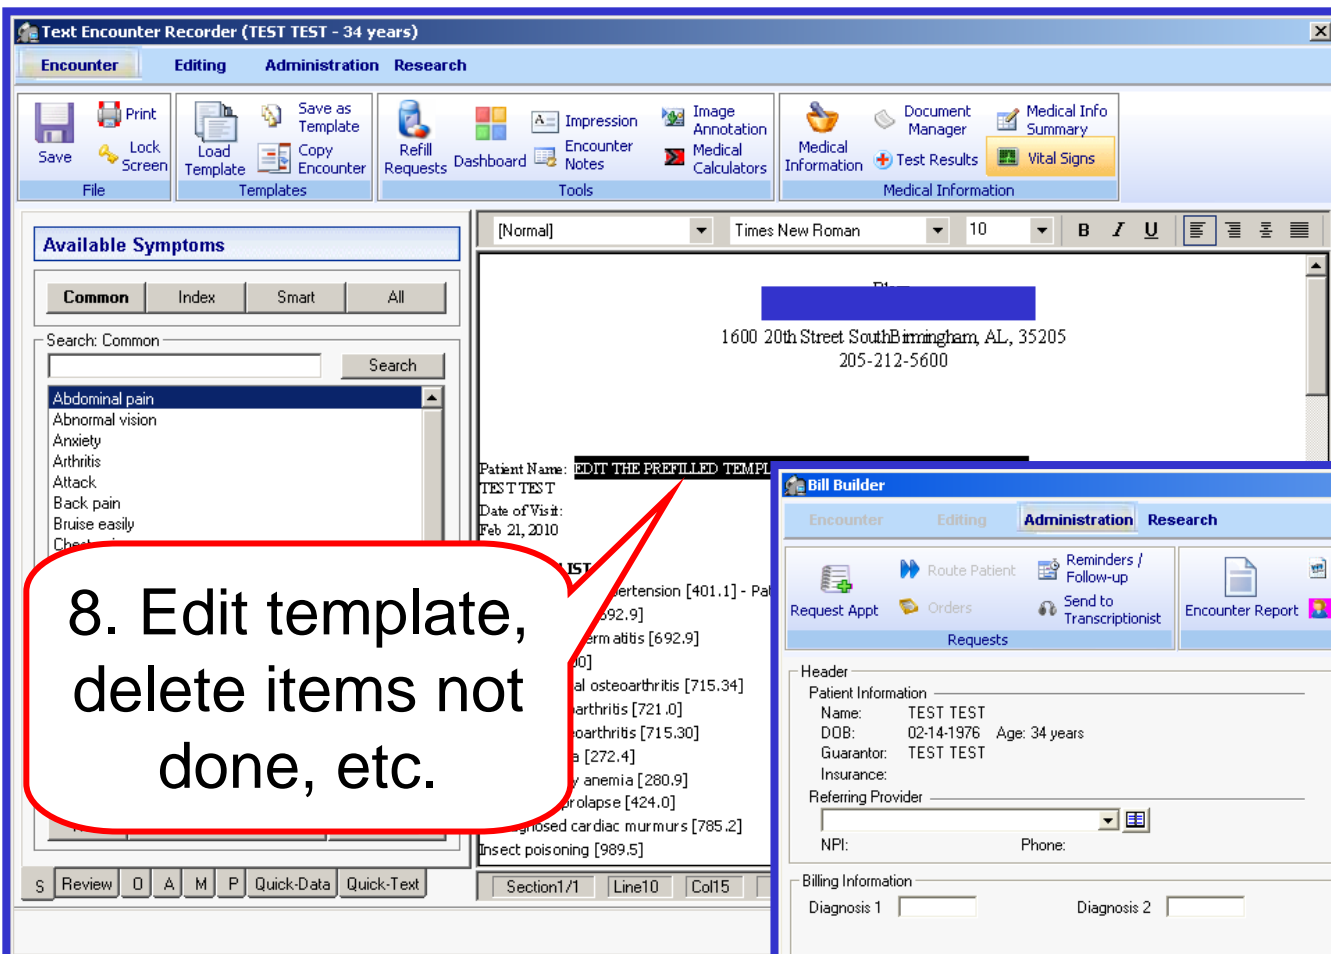 Text Encounter Recorder (TEST TEST - 34 years)
Encounter Editing Administration Research
Save
Print
Lock Screen
File
Load Template
Save as Template
Copy Encounter
Templates
Refill Requests
Dashboard
Impression
Encounter Notes
Image Annotation
Medical Calculators
Tools
Medical Information
Document Manager
Test Results
Medical Info Summary
Vital Signs
Medical Information
Available Symptoms
Common Index Smart All
Search: Common
Search
Abdominal pain
Abnormal vision
Anxiety
Arthritis
Attack
Back pain
Bruise easily
[Normal] Times New Roman 10 B I U
1600 20th Street SouthBirmingham, AL, 35205
205-212-5600
Patient Name: EDIT THE PREFILLED TEMPL
TEST TEST
Date of Visit:
Feb 21, 2010
IST
ertension [401.1] - Pat
692.9]
ermatitis [692.9]
00]
al osteoarthritis [715.34]
arthritis [721.0]
oarthritis [715.30]
a [272.4]
y anemia [280.9]
prolapse [424.0]
nosed cardiac murmurs [785.2]
Insect poisoning [989.5]
8. Edit template,
delete items not
done, etc.
S Review O A M P Quick-Data Quick-Text
Section1/1 Line10 Col15
Bill Builder
Encounter Editing Administration Research
Request Appt
Route Patient
Orders
Reminders / Follow-up
Send to Transcriptionist
Requests
Encounter Report
Header
Patient Information
Name: TEST TEST
DOB: 02-14-1976 Age: 34 years
Guarantor: TEST TEST
Insurance:
Referring Provider
NPI: Phone:
Billing Information
Diagnosis 1 Diagnosis 2